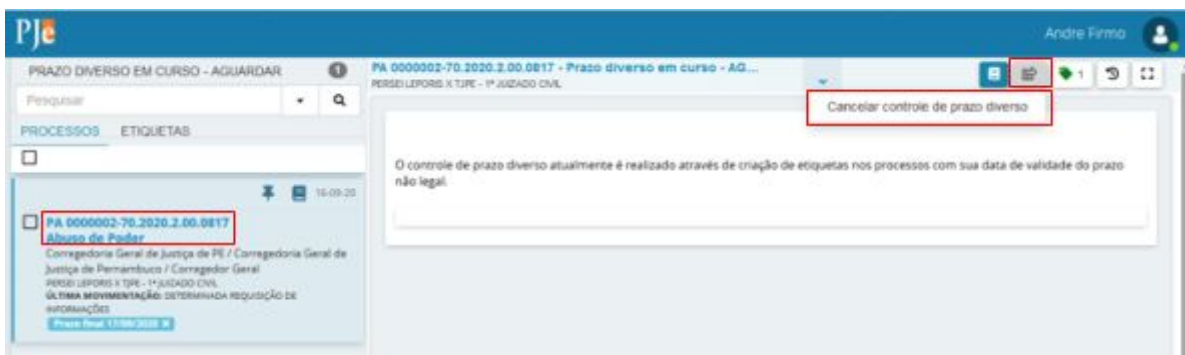 PJe
Andre Firmo
PRAZO DIVERSO EM CURSO - AGUARDAR 1
Pesquisar
PROCESSOS ETIQUETAS
16-09-20
PA 0000002-70.2020.2.00.0817
Abuso de Poder
Corregedoria Geral de Justiça de PE / Corregedoria Geral de
Justiça de Pernambuco / Corregedor Geral
PERSEI LEPORIS X TJPE - 1º JUIZADO CIVIL
ÚLTIMA MOVIMENTAÇÃO: DETERMINADA REQUISIÇÃO DE
INFORMAÇÕES
Prazo final 17/09/2020 ×
PA 0000002-70.2020.2.00.0817 - Prazo diverso em curso - AG...
PERSEI LEPORIS X TJPE - 1º JUIZADO CIVIL
1
Cancelar controle de prazo diverso
O controle de prazo diverso atualmente é realizado através de criação de etiquetas nos processos com sua data de validade do prazo
não legal.